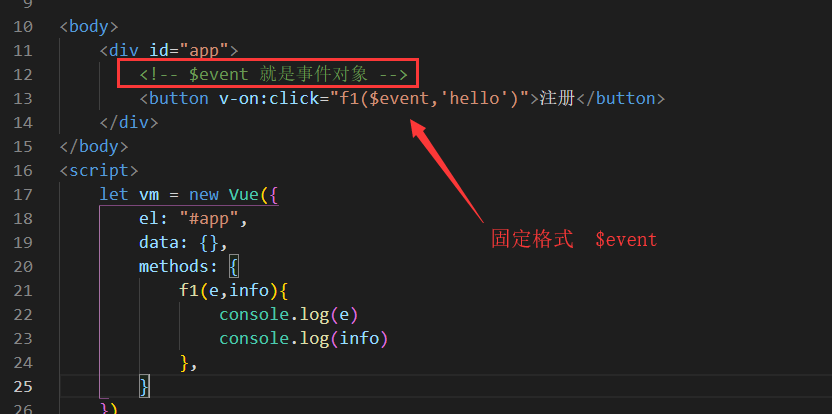 9
10 <body>
11 <div id="app">
12 <!-- $event 就是事件对象 -->
13 <button v-on:click="f1($event,'hello')">注册</button>
14 </div>
15 </body>
16 <script>
17 let vm = new Vue({
18 el: "#app",
固定格式 $event
19 data: {},
20 methods: {
21 f1(e,info){
22 console.log(e)
23 console.log(info)
24 },
25 }
26 })